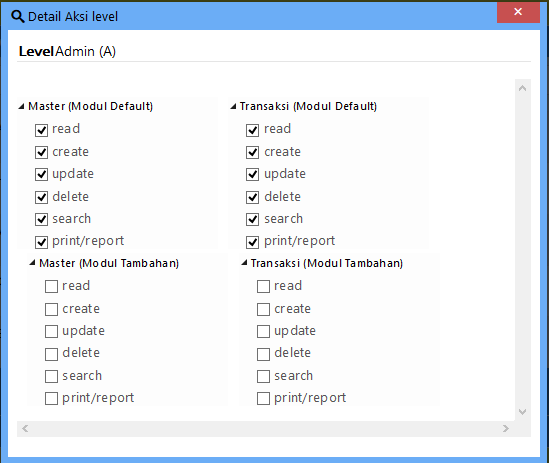 Detail Aksi level
LevelAdmin (A)
Master (Modul Default)
read
create
update
delete
search
print/report
Transaksi (Modul Default)
read
create
update
delete
search
print/report
Master (Modul Tambahan)
read
create
update
delete
search
print/report
Transaksi (Modul Tambahan)
read
create
update
delete
search
print/report